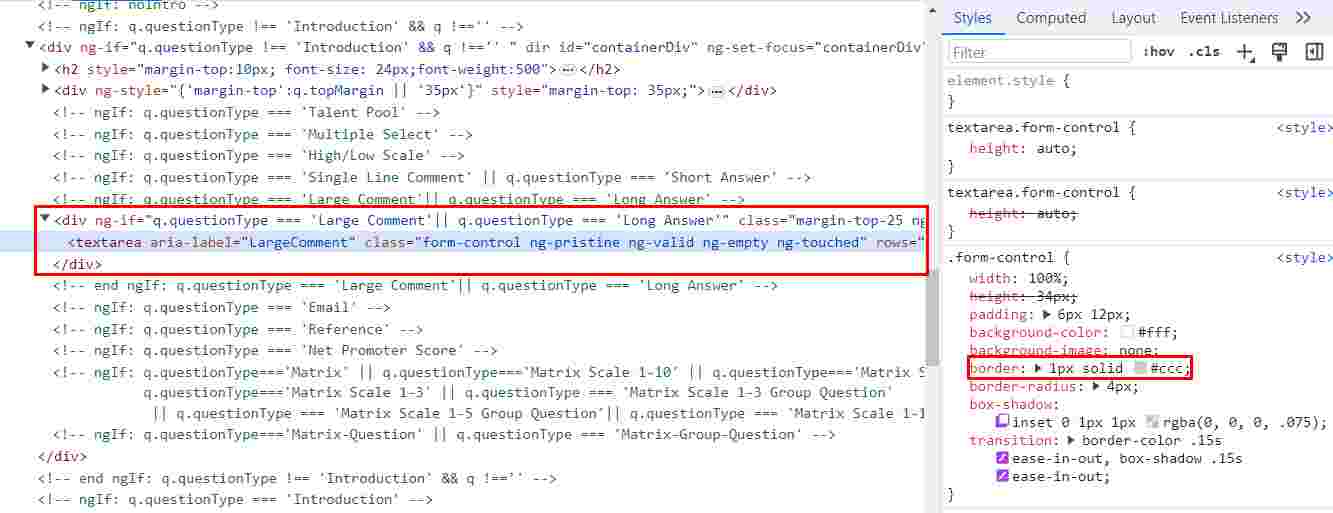 <!-- ngIf: noIntro -->
<!-- ngIf: q.questionType === 'Introduction' && q !=='' -->
<div ng-if="q.questionType !== 'Introduction' && q !=='' " dir id="containerDiv" ng-set-focus="containerDiv"
<h2 style="margin-top:10px; font-size: 24px;font-weight:500">⋯</h2>
<div ng-style="{'margin-top':q.topMargin || '35px'}" style="margin-top: 35px;">⋯</div>
<!-- ngIf: q.questionType === 'Talent Pool' -->
<!-- ngIf: q.questionType === 'Multiple Select' -->
<!-- ngIf: q.questionType === 'High/Low Scale' -->
<!-- ngIf: q.questionType === 'Single Line Comment' || q.questionType === 'Short Answer' -->
<!-- ngIf: q.questionType === 'Large Comment'|| q.questionType === 'Long Answer' -->
<div ng-if="q.questionType === 'Large Comment'|| q.questionType === 'Long Answer'" class="margin-top-25 ng
<textarea aria-label="LargeComment" class="form-control ng-pristine ng-valid ng-empty ng-touched" rows="
</div>
<!-- end ngIf: q.questionType === 'Large Comment'|| q.questionType === 'Long Answer' -->
<!-- ngIf: q.questionType === 'Email' -->
<!-- ngIf: q.questionType === 'Reference' -->
<!-- ngIf: q.questionType === 'Net Promoter Score' -->
<!-- ngIf: q.questionType==='Matrix' || q.questionType==='Matrix Scale 1-10' || q.questionType==='Matrix S
q.questionType === 'Matrix Scale 1-3' || q.questionType === 'Matrix Scale 1-3 Group Question'
|| q.questionType === 'Matrix Scale 1-5 Group Question'|| q.questionType === 'Matrix Scale 1-1
<!-- ngIf: q.questionType==='Matrix-Question' || q.questionType === 'Matrix-Group-Question' -->
</div>
<!-- end ngIf: q.questionType !== 'Introduction' && q !=='' -->
<!-- ngIf: q.questionType === 'Introduction' -->
Styles Computed Layout Event Listeners
Filter :hov .cls
element.style {
}
textarea.form-control { <style>
height: auto;
}
textarea.form-control { <style>
height: auto;
}
.form-control { <style>
width: 100%;
height: 34px;
padding: 6px 12px;
background-color: #fff;
background-image: none;
border: 1px solid #ccc;
border-radius: 4px;
box-shadow:
inset 0 1px 1px rgba(0, 0, 0, .075);
transition: border-color .15s
ease-in-out, box-shadow .15s
ease-in-out;
}